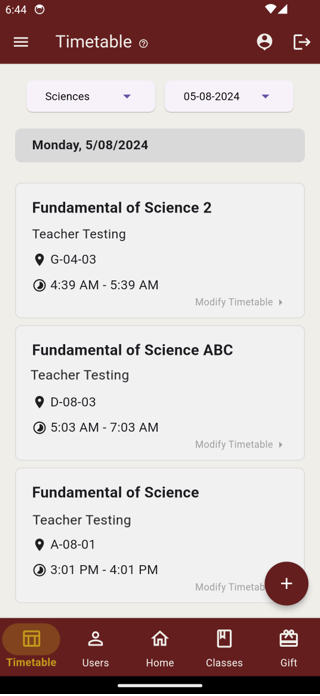 6:44
Timetable
Sciences
05-08-2024
Monday, 5/08/2024
Fundamental of Science 2
Teacher Testing
G-04-03
4:39 AM - 5:39 AM
Modify Timetable
Fundamental of Science ABC
Teacher Testing
D-08-03
5:03 AM - 7:03 AM
Modify Timetable
Fundamental of Science
Teacher Testing
A-08-01
3:01 PM - 4:01 PM
Modify
Timetable Users Home Classes Gift